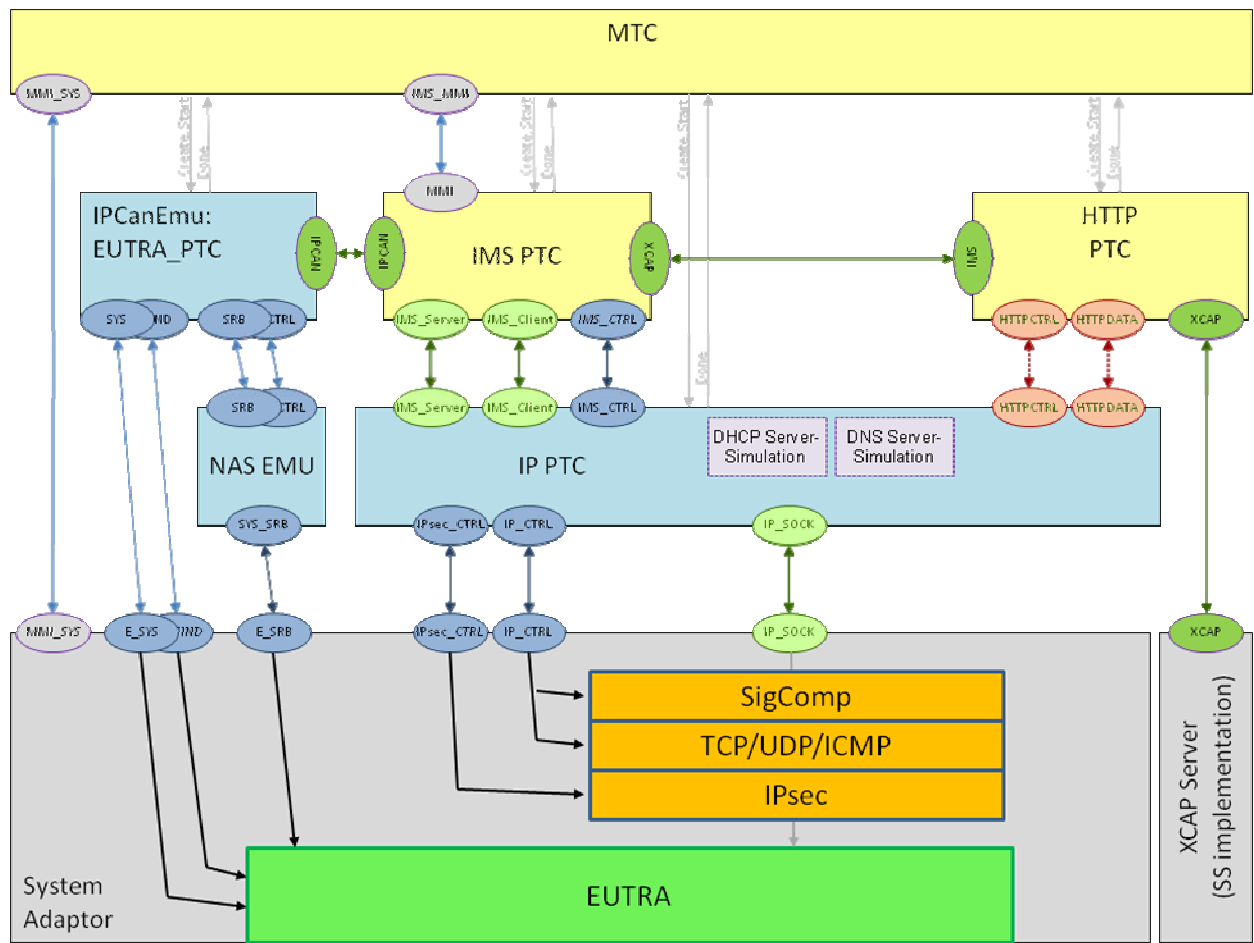 MTC
MMI_SYS
IMS_MMI
Create, Start
Done
Create, Start
Done
Create, Start
Done
Create, Start
Done
MMI
IPCanEmu:
EUTRA_PTC
IPCAN
IPCAN
IMS PTC
XCAP
SMI
HTTP
PTC
SYS
IND
SRB
CTRL
IMS_Server
IMS_Client
IMS_CTRL
HTTPCTRL
HTTPDATA
XCAP
SRB
CTRL
IMS_Server
IMS_Client
IMS_CTRL
HTTPCTRL
HTTPDATA
NAS EMU
IP PTC
DHCP Server-
Simulation
DNS Server-
Simulation
SYS_SRB
IPsec_CTRL
IP_CTRL
IP_SOCK
MMI_SYS
E_SYS
IND
E_SRB
IPsec_CTRL
IP_CTRL
IP_SOCK
XCAP
SigComp
TCP/UDP/ICMP
IPsec
EUTRA
System
Adaptor
XCAP Server
(SS implementation)